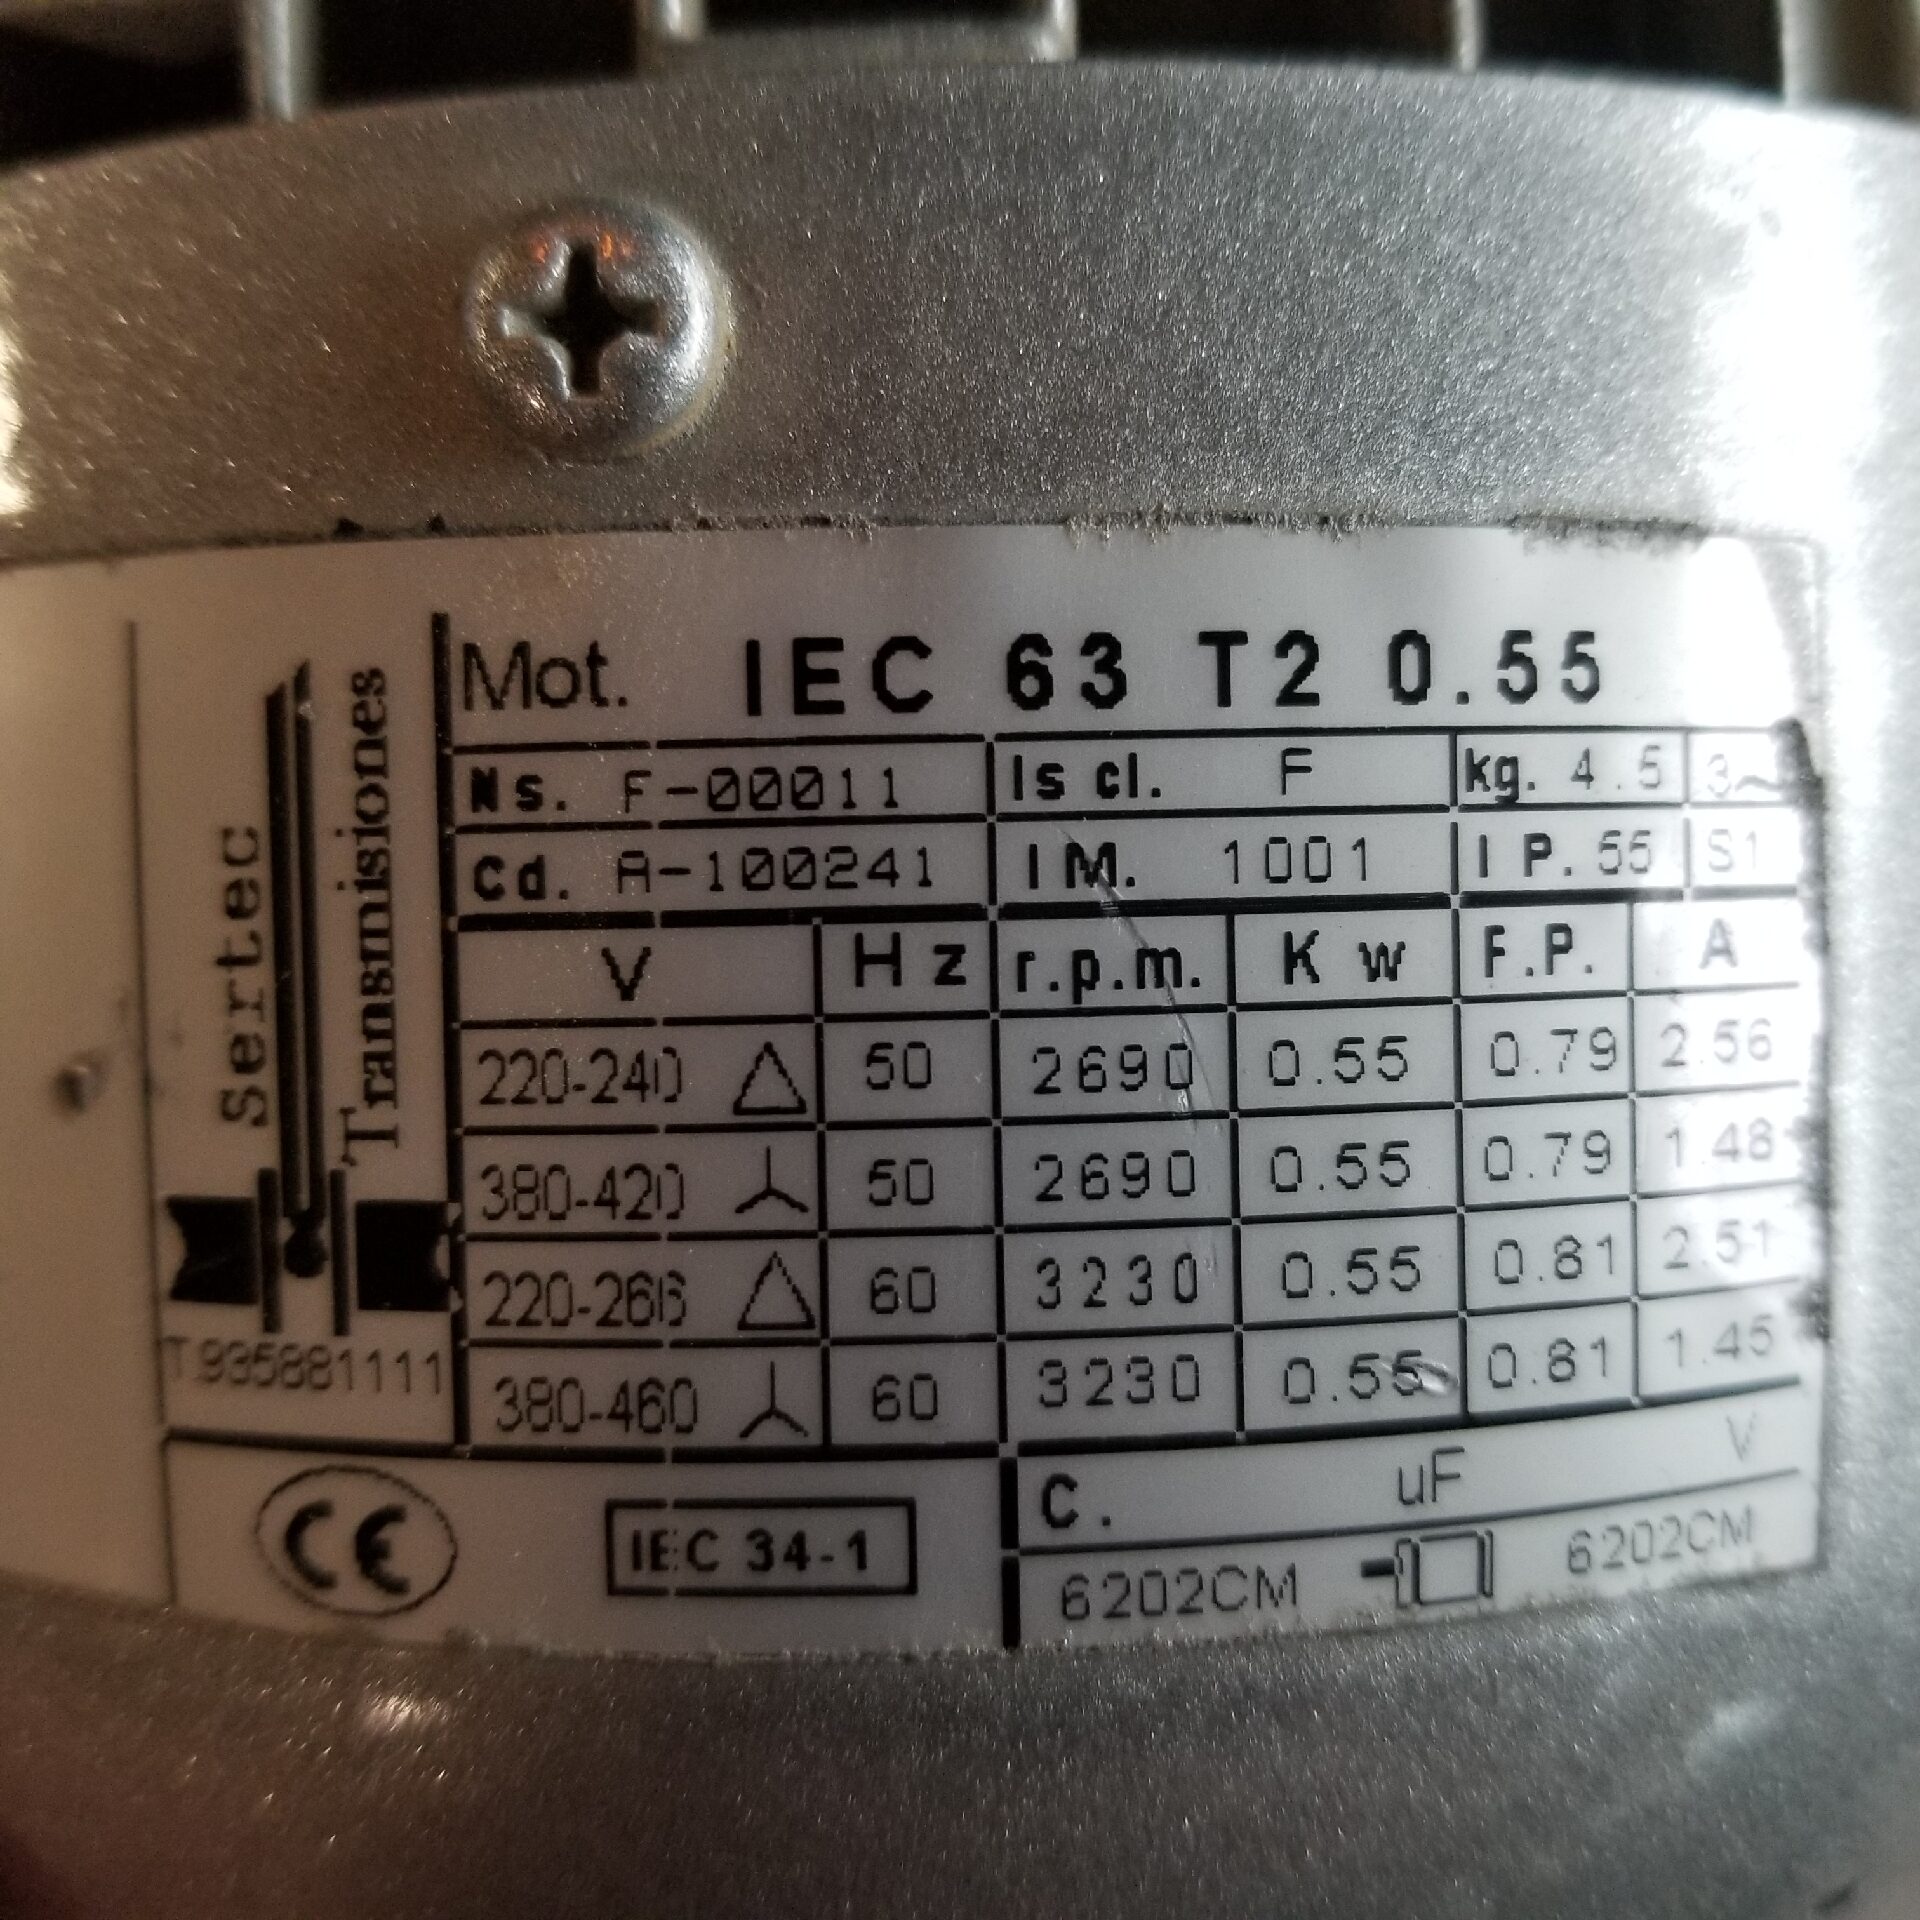 Sertec
Transmisiones
T.935881111
Mot. IEC 63 T2 0.55
Ns. F-00011 Is cl. F kg. 4.5 3~
Cd. A-100241 IM. 1001 IP. 55 S1
V Hz r.p.m. Kw F.P. A
220-240 △ 50 2690 0.55 0.79 2.56
380-420 Y 50 2690 0.55 0.79 1.48
220-266 △ 60 3230 0.55 0.81 2.51
380-460 Y 60 3230 0.55 0.81 1.45
C. uF V
CE IEC 34-1
6202CM 6202CM